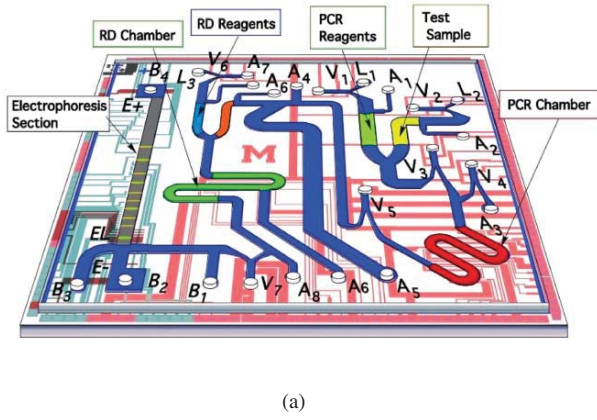 RD Chamber
RD Reagents
PCR
Reagents
Test
Sample
Electrophoresis
Section
PCR Chamber
B4
E+
L3
V6
A7
A6
A4
V1
L1
A1
V2
L2
A2
V3
V4
A3
V5
M
EL
E-
B3
B2
B1
V7
A8
A6
A5
(a)